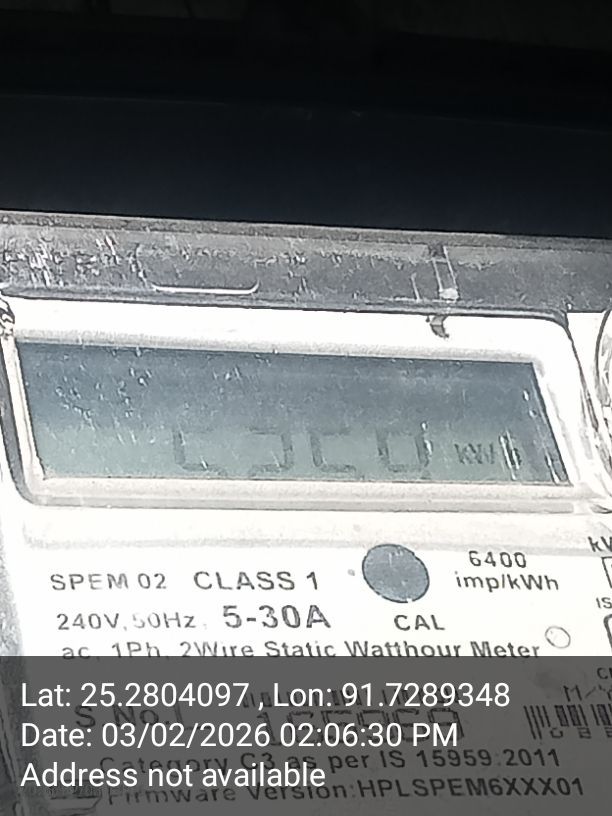 kWh
SPEM 02 CLASS 1
6400
imp/kWh
240V, 50Hz, 5-30A
CAL
ac, 1Ph, 2Wire Static Watthour Meter
Lat: 25.2804097 , Lon: 91.7289348
S. No.
Date: 03/02/2026 02:06:30 PM
Category C3 as per IS 15959:2011
Address not available
Firmware Version:HPLSPEM6XXX01